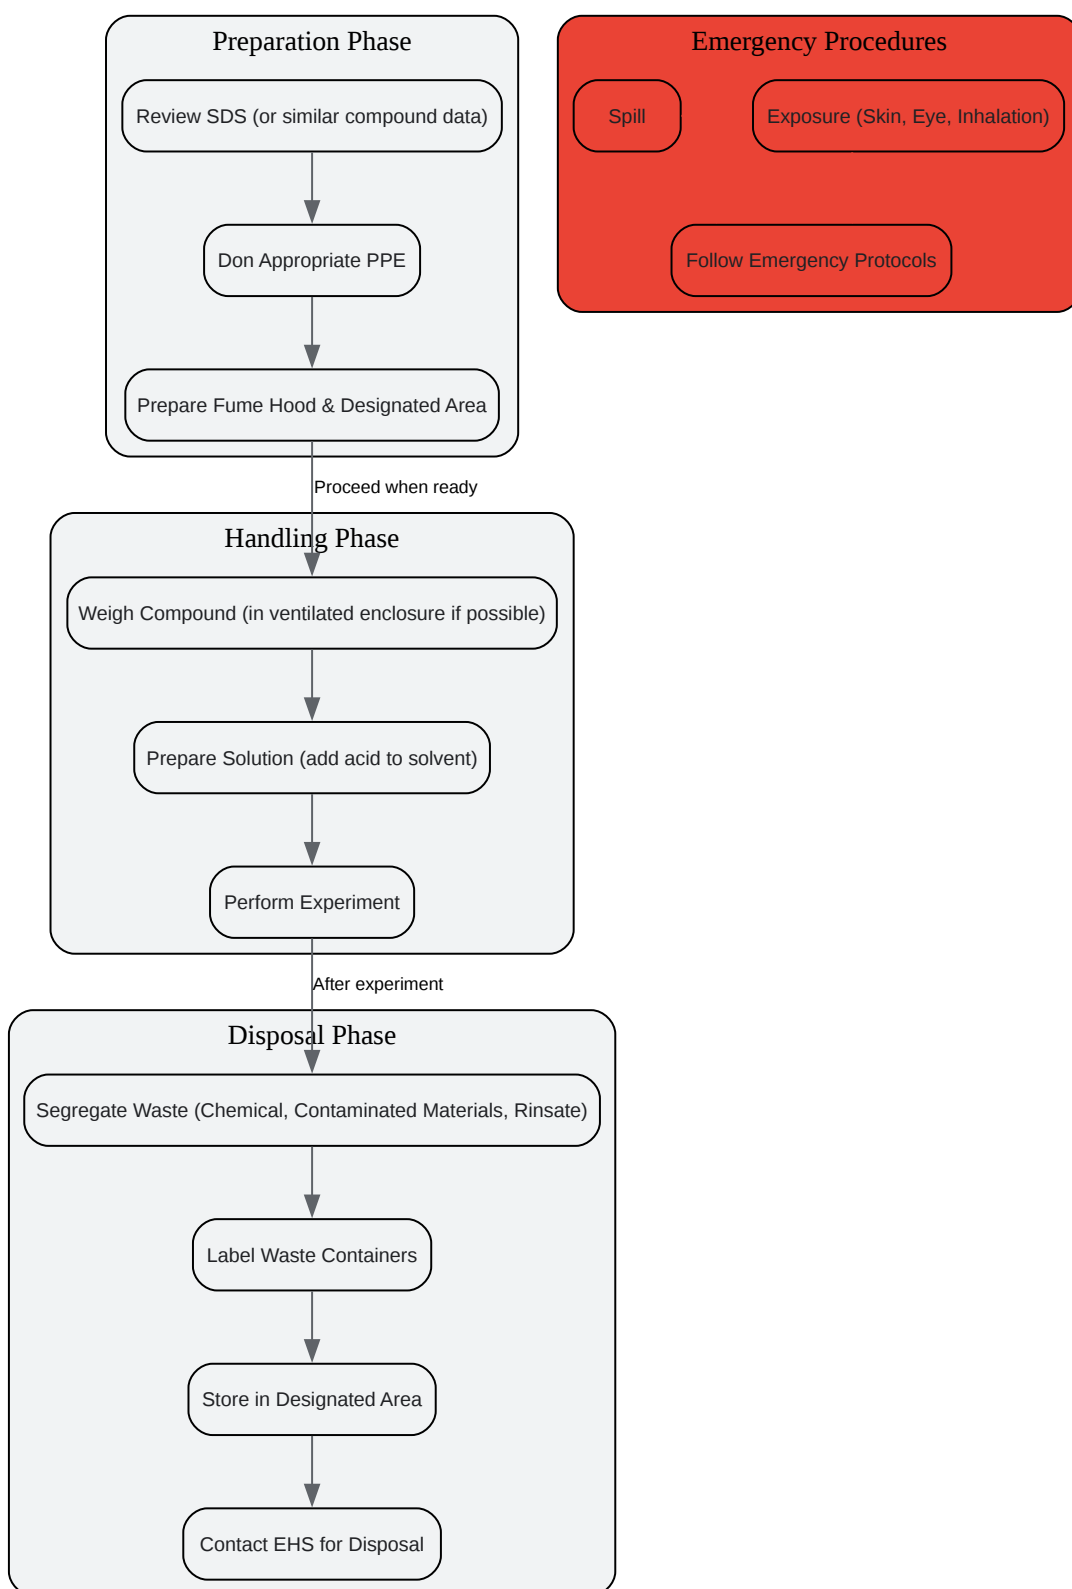 Preparation Phase
Review SDS (or similar compound data)
Don Appropriate PPE
Prepare Fume Hood & Designated Area
Proceed when ready
Handling Phase
Weigh Compound (in ventilated enclosure if possible)
Prepare Solution (add acid to solvent)
Perform Experiment
After experiment
Disposal Phase
Segregate Waste (Chemical, Contaminated Materials, Rinsate)
Label Waste Containers
Store in Designated Area
Contact EHS for Disposal
Emergency Procedures
Spill
Exposure (Skin, Eye, Inhalation)
Follow Emergency Protocols